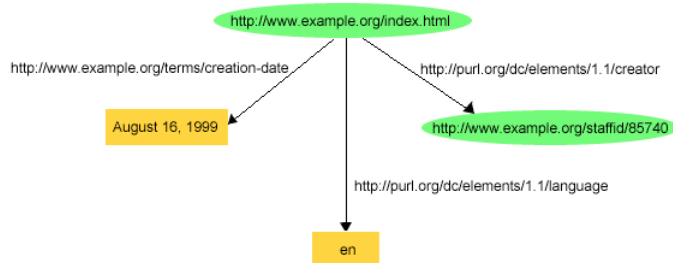 http://www.example.org/index.html
http://www.example.org/terms/creation-date
http://purl.org/dc/elements/1.1/creator
August 16, 1999
http://www.example.org/staffid/85740
http://purl.org/dc/elements/1.1/language
en